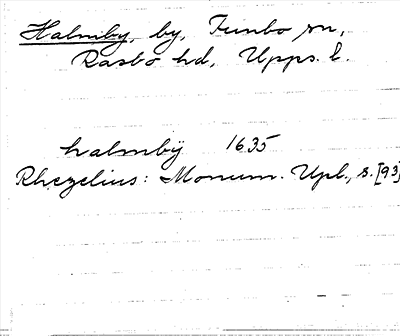 Halmby, by, Funbo sn,
Rasbo hd, Upps. l.
halmbÿ 1635
Rhezelius: Monum. Upl., s. [93]